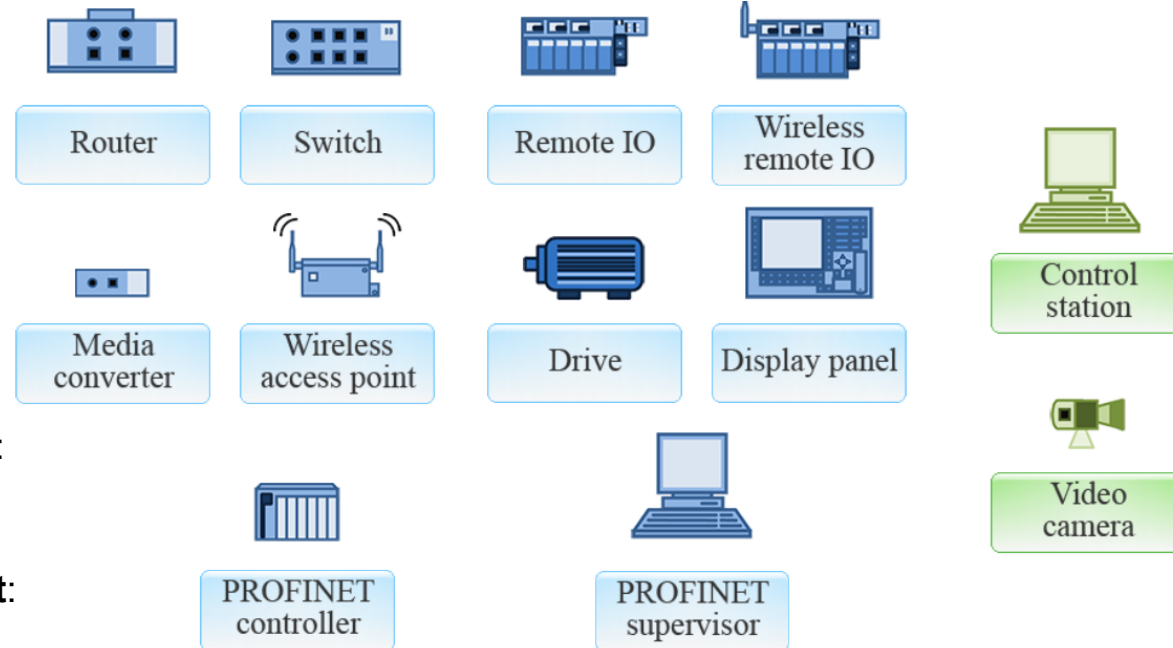 Router
Switch
Remote IO
Wireless
remote IO
Control
station
Media
converter
Wireless
access point
Drive
Display panel
:
Video
camera
t:
PROFINET
controller
PROFINET
supervisor